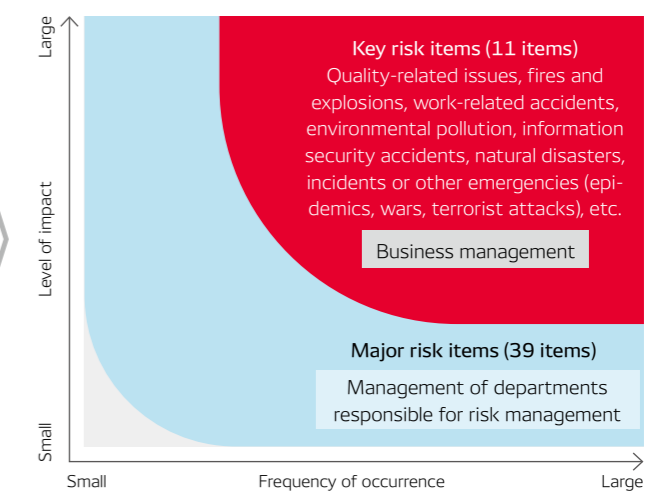 Large
Level of impact
Small
Key risk items (11 items)
Quality-related issues, fires and
explosions, work-related accidents,
environmental pollution, information
security accidents, natural disasters,
incidents or other emergencies (epi-
demics, wars, terrorist attacks), etc.
Business management
Major risk items (39 items)
Management of departments
responsible for risk management
Small
Frequency of occurrence
Large